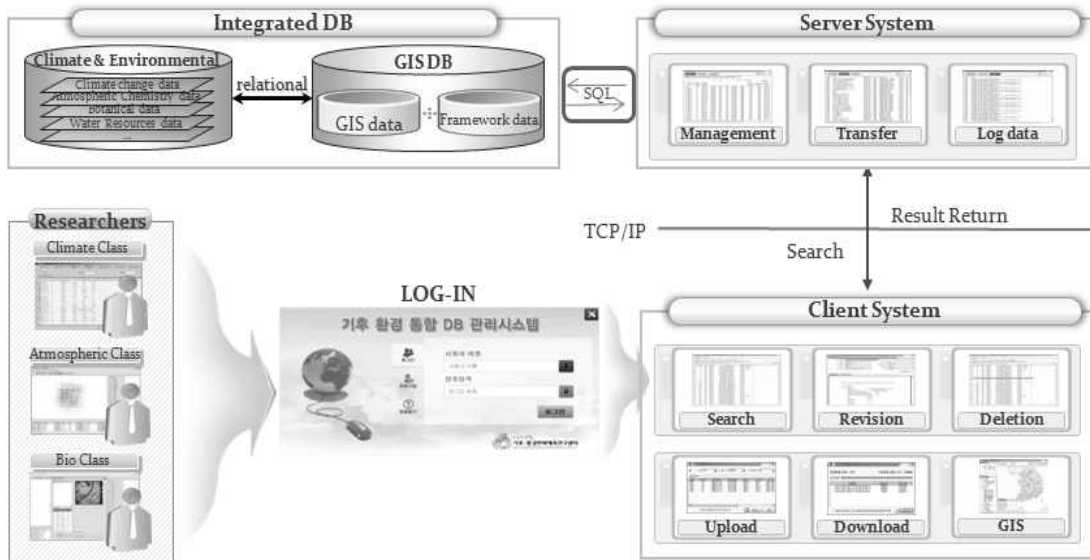 Integrated DB
Climate & Environmental
Climate change data
Atmospheric Chemistry data
Botanical data
Water Resources data
....
relational
GIS DB
GIS data
Framework data
SQL
Server System
Management
Transfer
Log data
TCP/IP
Result Return
Search
Researchers
Climate Class
Atmospheric Class
Bio Class
LOG-IN
기후 환경 통합 DB 관리시스템
로그인
Client System
Search
Revision
Deletion
Upload
Download
GIS